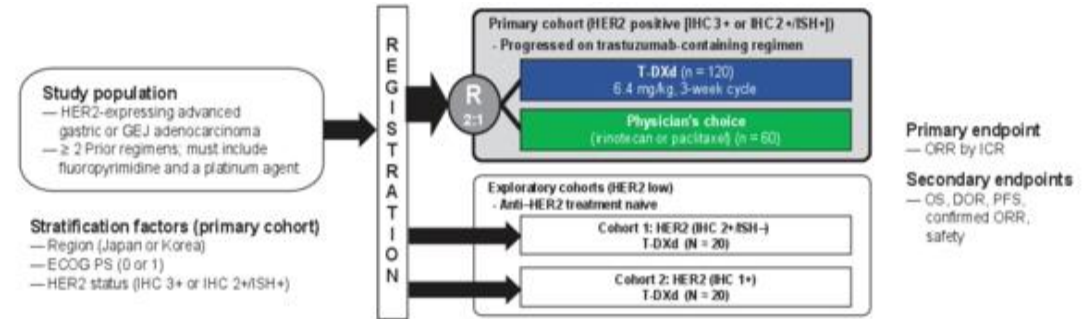 Study population
— HER2-expressing advanced
gastric or GEJ adenocarcinoma
— ≥ 2 Prior regimens; must include
fluoropyrimidine and a platinum agent
Stratification factors (primary cohort)
— Region (Japan or Korea)
— ECOG PS (0 or 1)
— HER2 status (IHC 3+ or IHC 2+/ISH+)
REGISTRATION
R
2:1
Primary cohort (HER2 positive [IHC 3+ or IHC 2+/ISH+])
- Progressed on trastuzumab-containing regimen
T-DXd (n = 120)
6.4 mg/kg, 3-week cycle
Physician's choice
(irinotecan or paclitaxel) (n = 60)
Exploratory cohorts (HER2 low)
- Anti–HER2 treatment naive
Cohort 1: HER2 (IHC 2+/ISH–)
T-DXd (N = 20)
Cohort 2: HER2 (IHC 1+)
T-DXd (N = 20)
Primary endpoint
— ORR by ICR
Secondary endpoints
— OS, DOR, PFS,
confirmed ORR,
safety